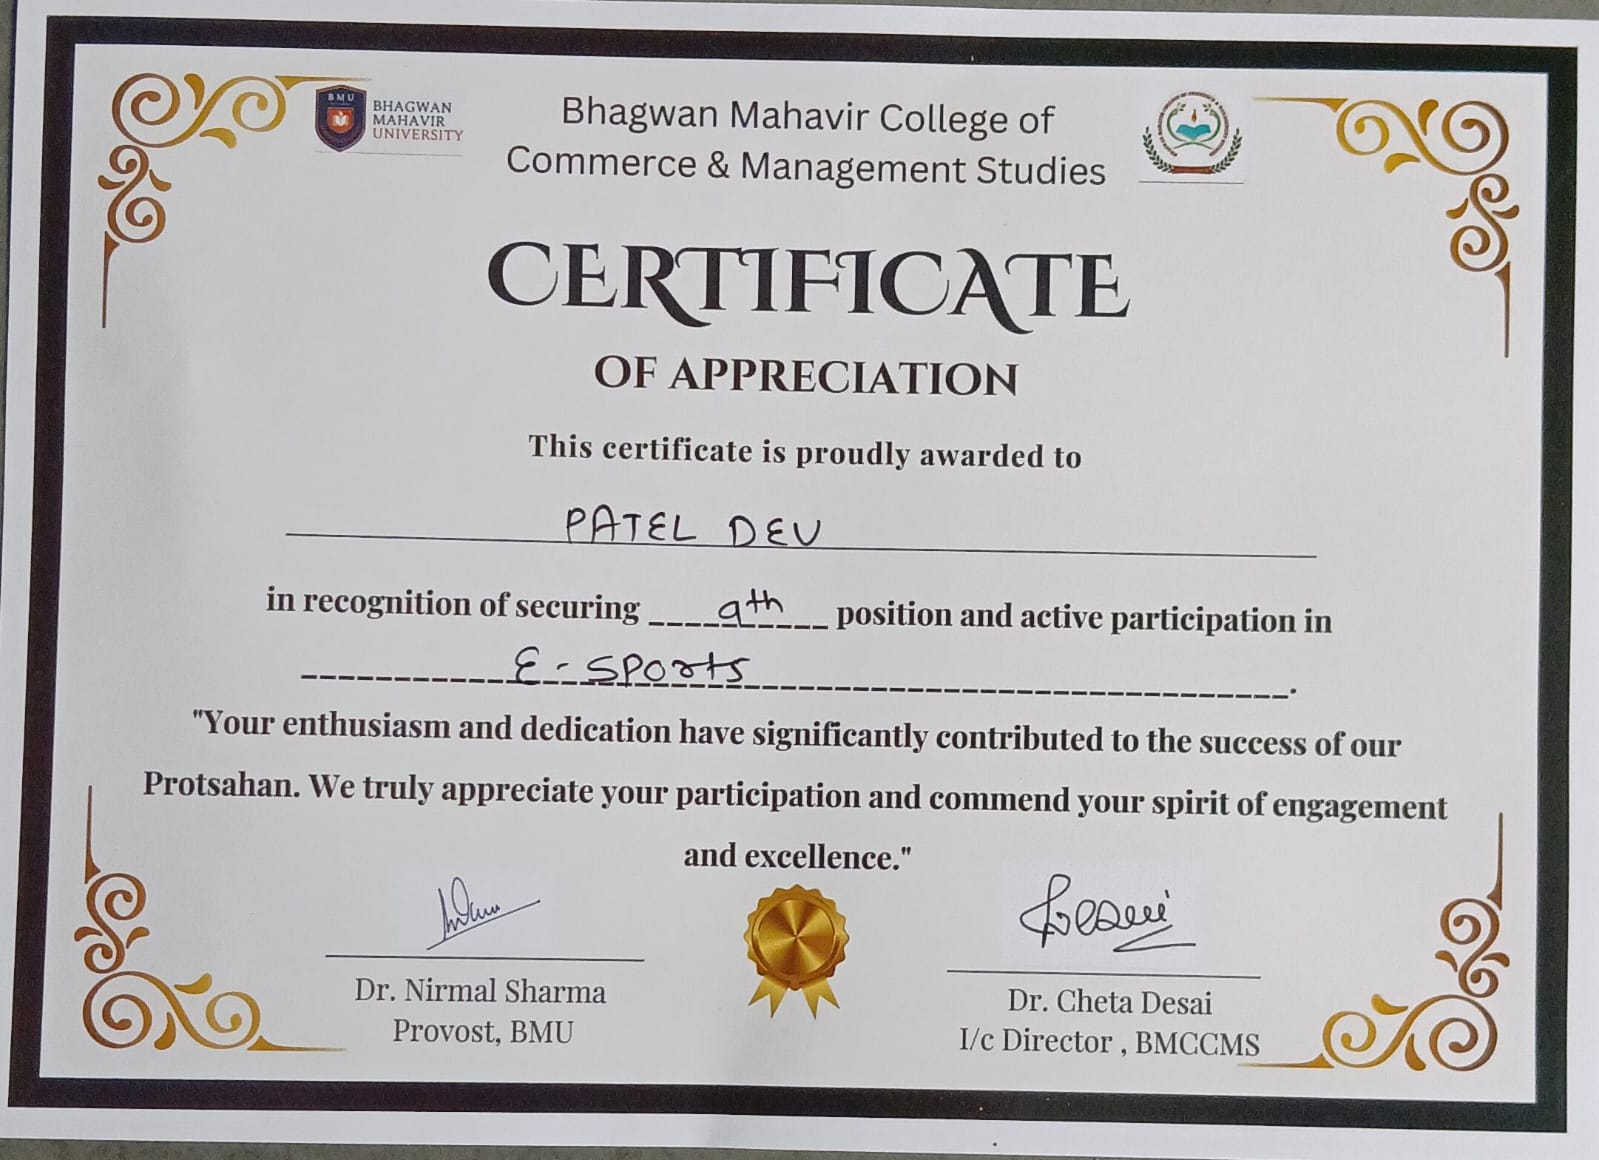 BMU
BHAGWAN
MAHAVIR
UNIVERSITY
Bhagwan Mahavir College of
Commerce & Management Studies
CERTIFICATE
OF APPRECIATION
This certificate is proudly awarded to
PATEL DEV
in recognition of securing 9th position and active participation in
E-SPorts.
"Your enthusiasm and dedication have significantly contributed to the success of our
Protsahan. We truly appreciate your participation and commend your spirit of engagement
and excellence."
Dr. Nirmal Sharma
Provost, BMU
Desai
Dr. Cheta Desai
I/c Director , BMCCMS